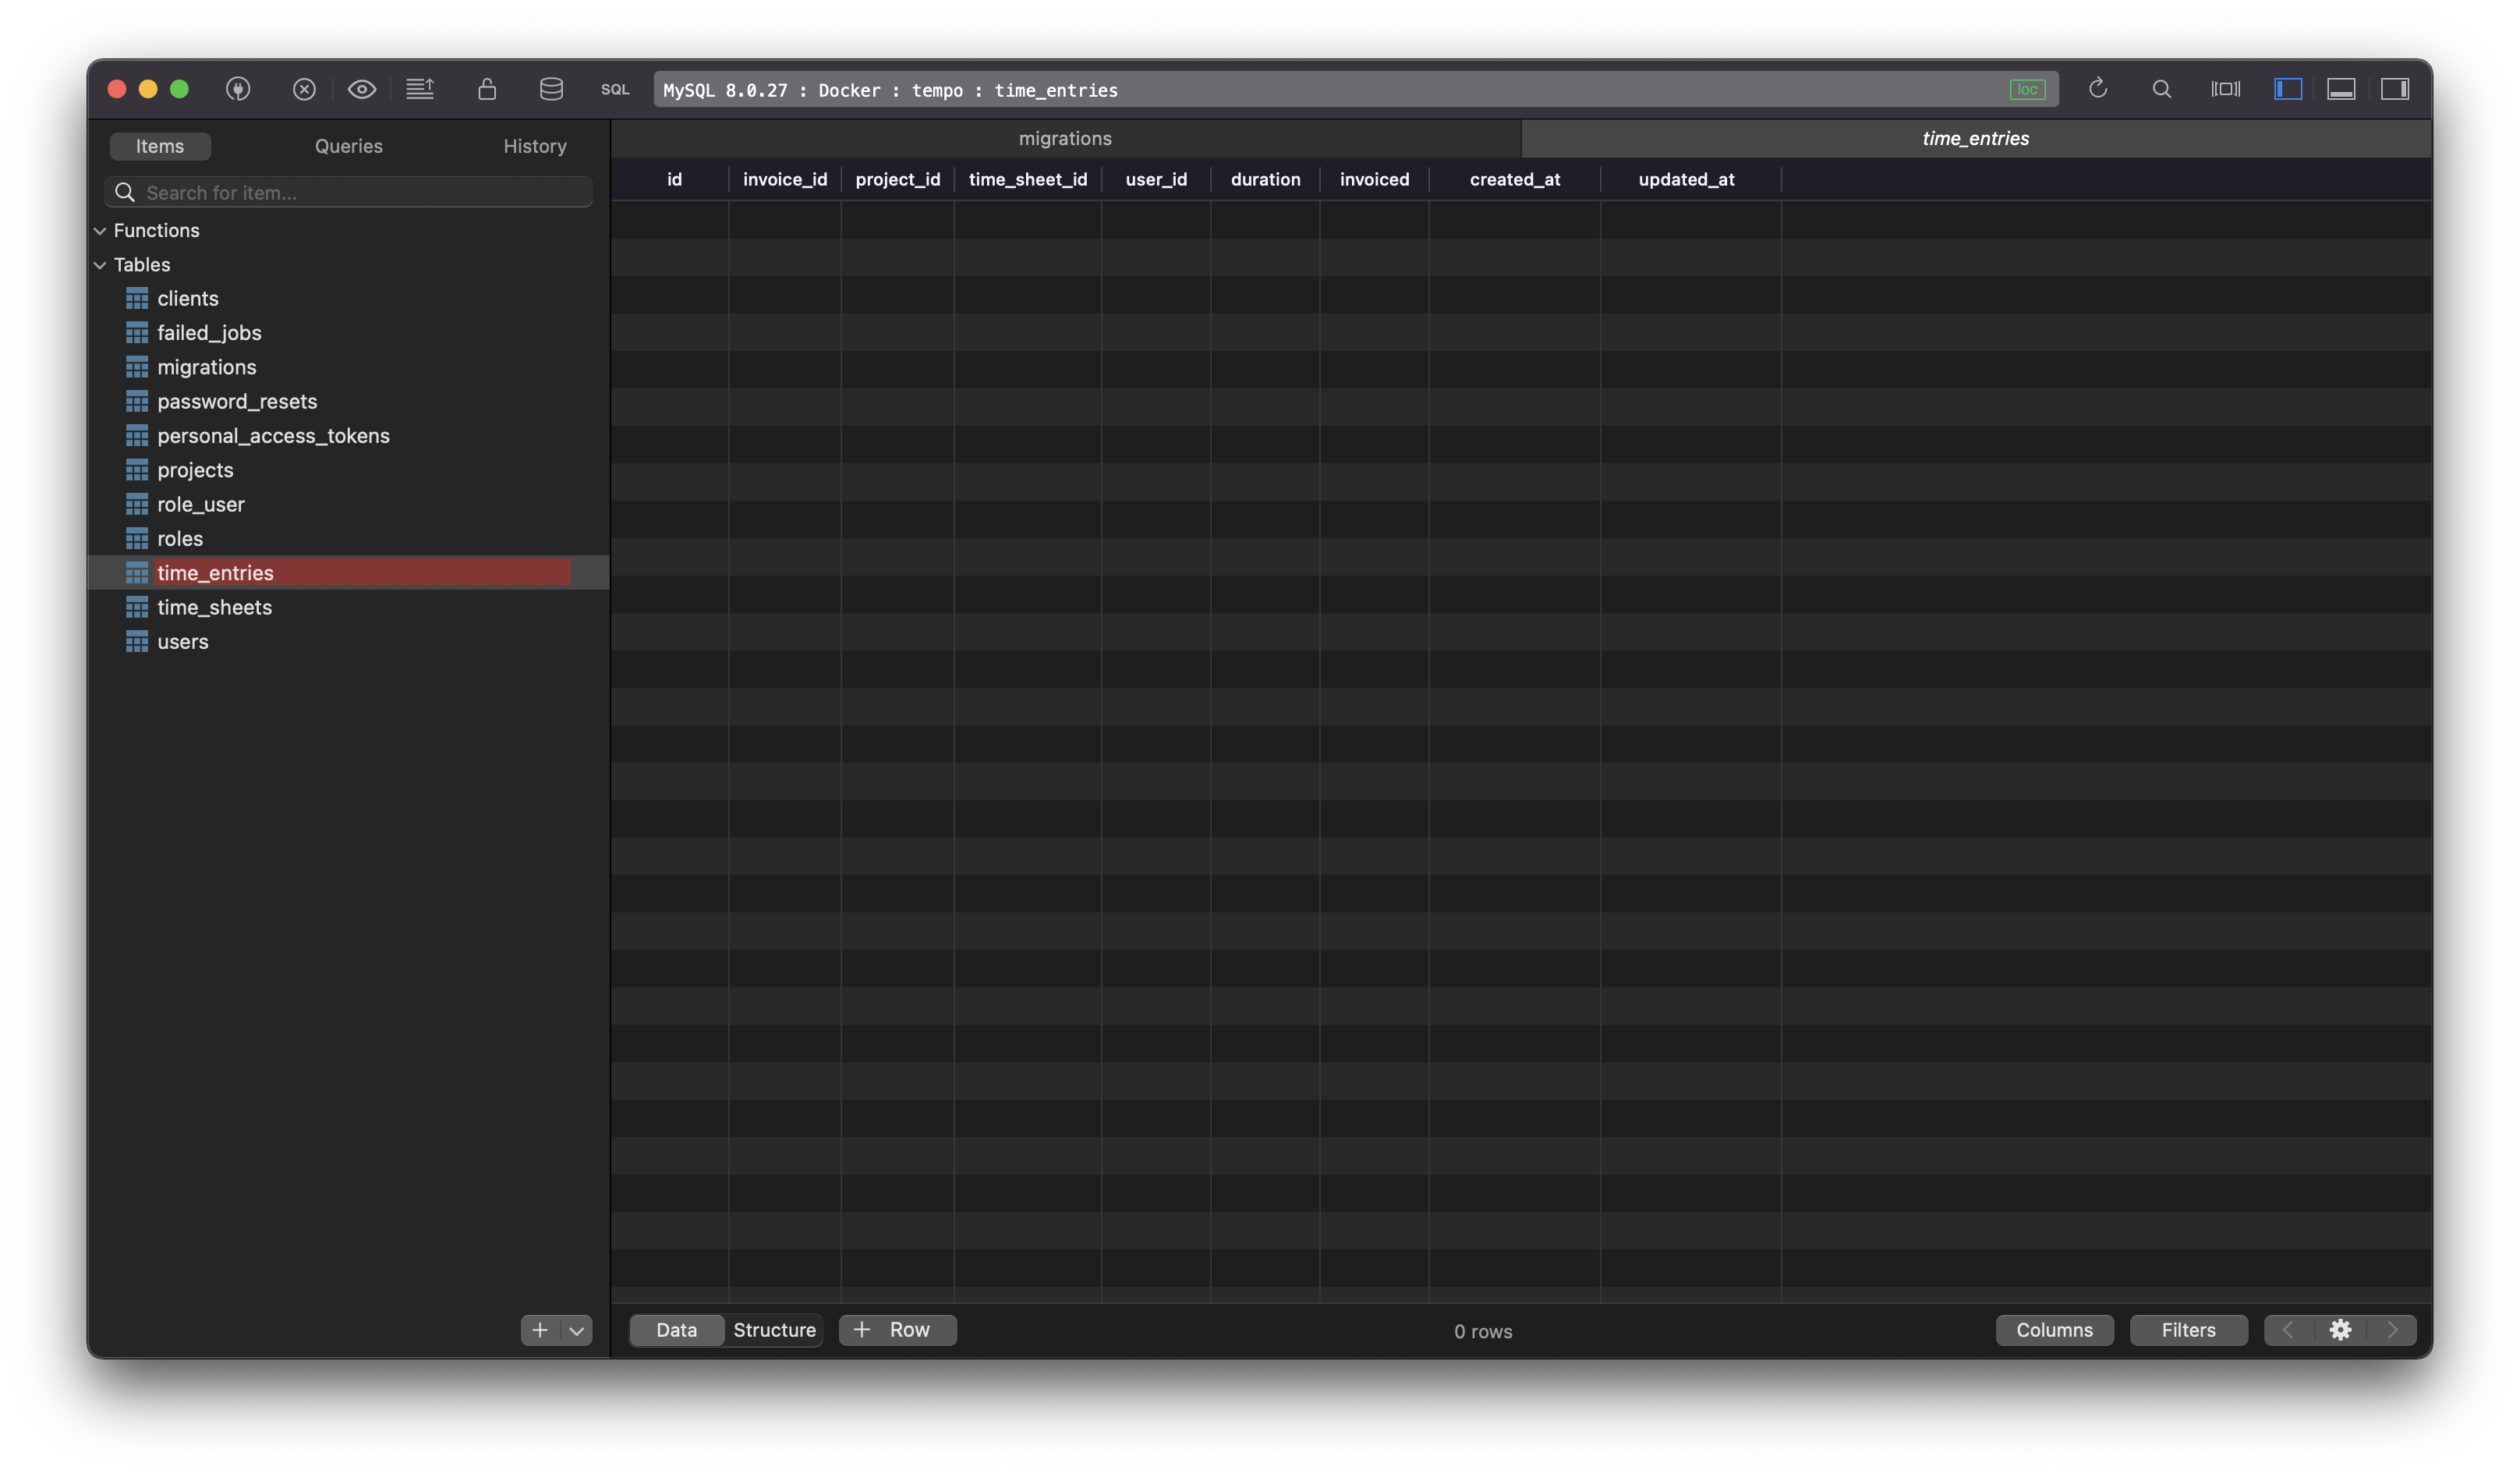 SQL
MySQL 8.0.27 : Docker : tempo : time_entries
loc
Items Queries History
Search for item...
Functions
Tables
clients
failed_jobs
migrations
password_resets
personal_access_tokens
projects
role_user
roles
time_entries
time_sheets
users
migrations time_entries
id invoice_id project_id time_sheet_id user_id duration invoiced created_at updated_at
Data Structure + Row 0 rows Columns Filters